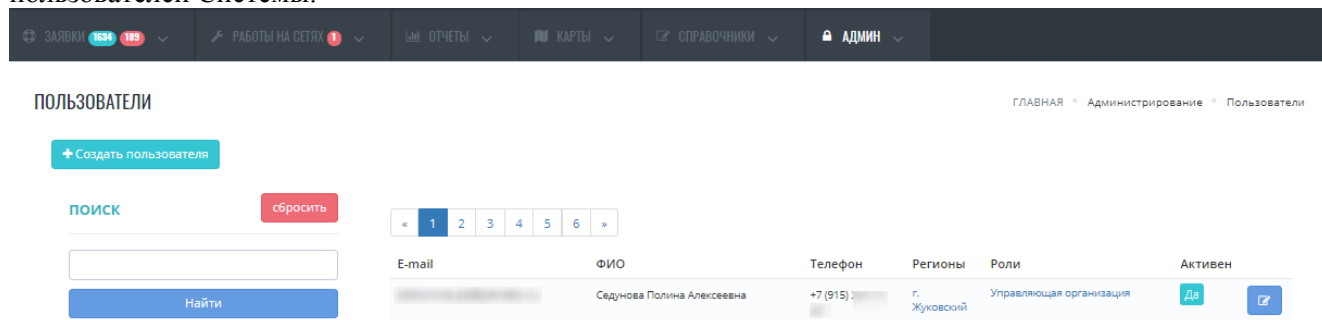 пользователей Системы.
ЗАЯВКИ 1634 109 РАБОТЫ НА СЕТЯХ 1 ОТЧЕТЫ КАРТЫ СПРАВОЧНИКИ АДМИН
ПОЛЬЗОВАТЕЛИ
ГЛАВНАЯ Администрирование Пользователи
+ Создать пользователя
ПОИСК сбросить
« 1 2 3 4 5 6 »
E-mail ФИО Телефон Регионы Роли Активен
Найти
Седунова Полина Алексеевна +7 (915) г. Управляющая организация Да
Жуковский